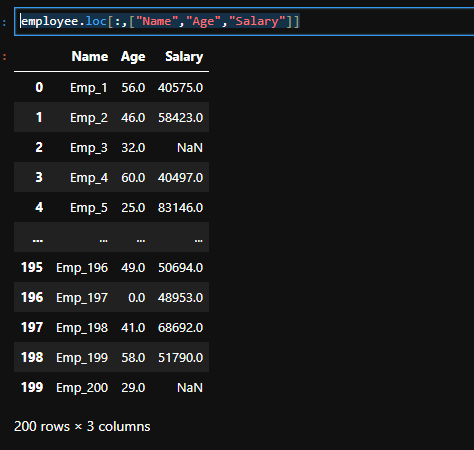 employee.loc[:,["Name","Age","Salary"]]
Name Age Salary
0 Emp_1 56.0 40575.0
1 Emp_2 46.0 58423.0
2 Emp_3 32.0 NaN
3 Emp_4 60.0 40497.0
4 Emp_5 25.0 83146.0
... ... ... ...
195 Emp_196 49.0 50694.0
196 Emp_197 0.0 48953.0
197 Emp_198 41.0 68692.0
198 Emp_199 58.0 51790.0
199 Emp_200 29.0 NaN
200 rows × 3 columns